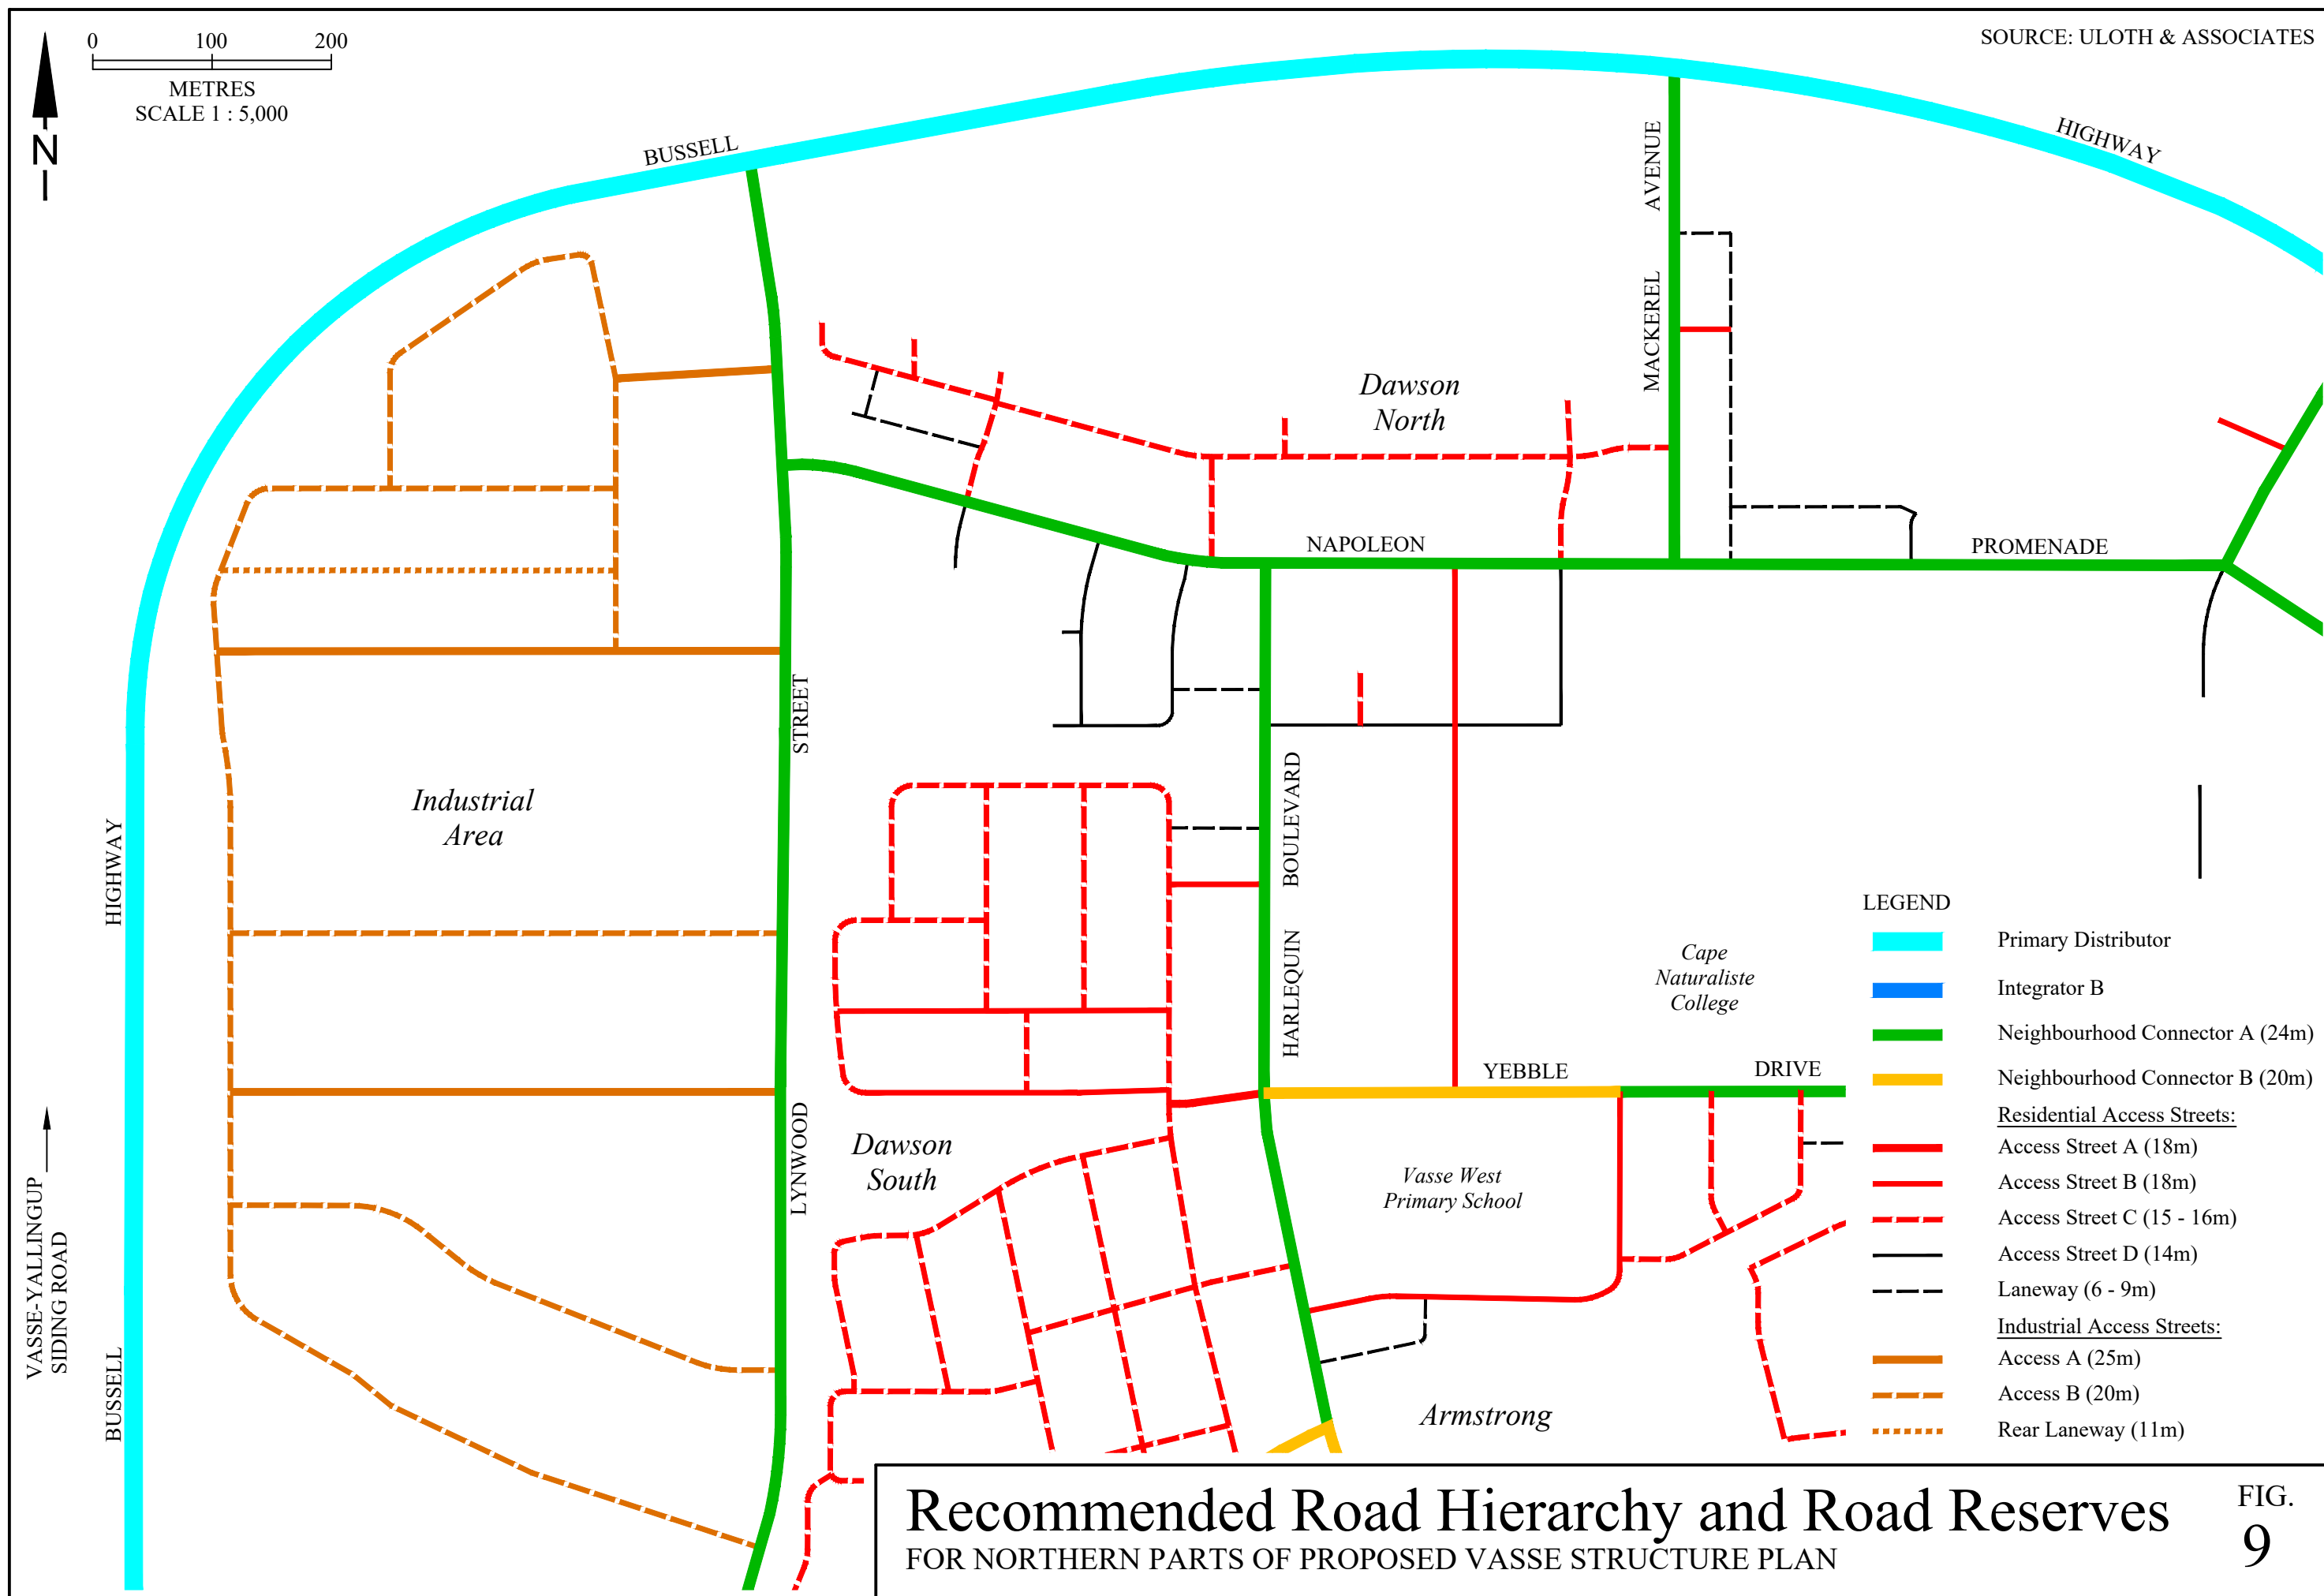 0 100 200
METRES
SCALE 1 : 5,000
N
SOURCE: ULOTH & ASSOCIATES
BUSSELL
HIGHWAY
AVENUE
MACKEREL
Dawson
North
NAPOLEON
PROMENADE
STREET
LYNWOOD
Industrial
Area
HIGHWAY
BUSSELL
VASSE-YALLINGUP
SIDING ROAD
BOULEVARD
HARLEQUIN
Cape
Naturaliste
College
YEBBLE
DRIVE
Dawson
South
Vasse West
Primary School
Armstrong
LEGEND
Primary Distributor
Integrator B
Neighbourhood Connector A (24m)
Neighbourhood Connector B (20m)
Residential Access Streets:
Access Street A (18m)
Access Street B (18m)
Access Street C (15 - 16m)
Access Street D (14m)
Laneway (6 - 9m)
Industrial Access Streets:
Access A (25m)
Access B (20m)
Rear Laneway (11m)
Recommended Road Hierarchy and Road Reserves
FOR NORTHERN PARTS OF PROPOSED VASSE STRUCTURE PLAN
FIG.
9